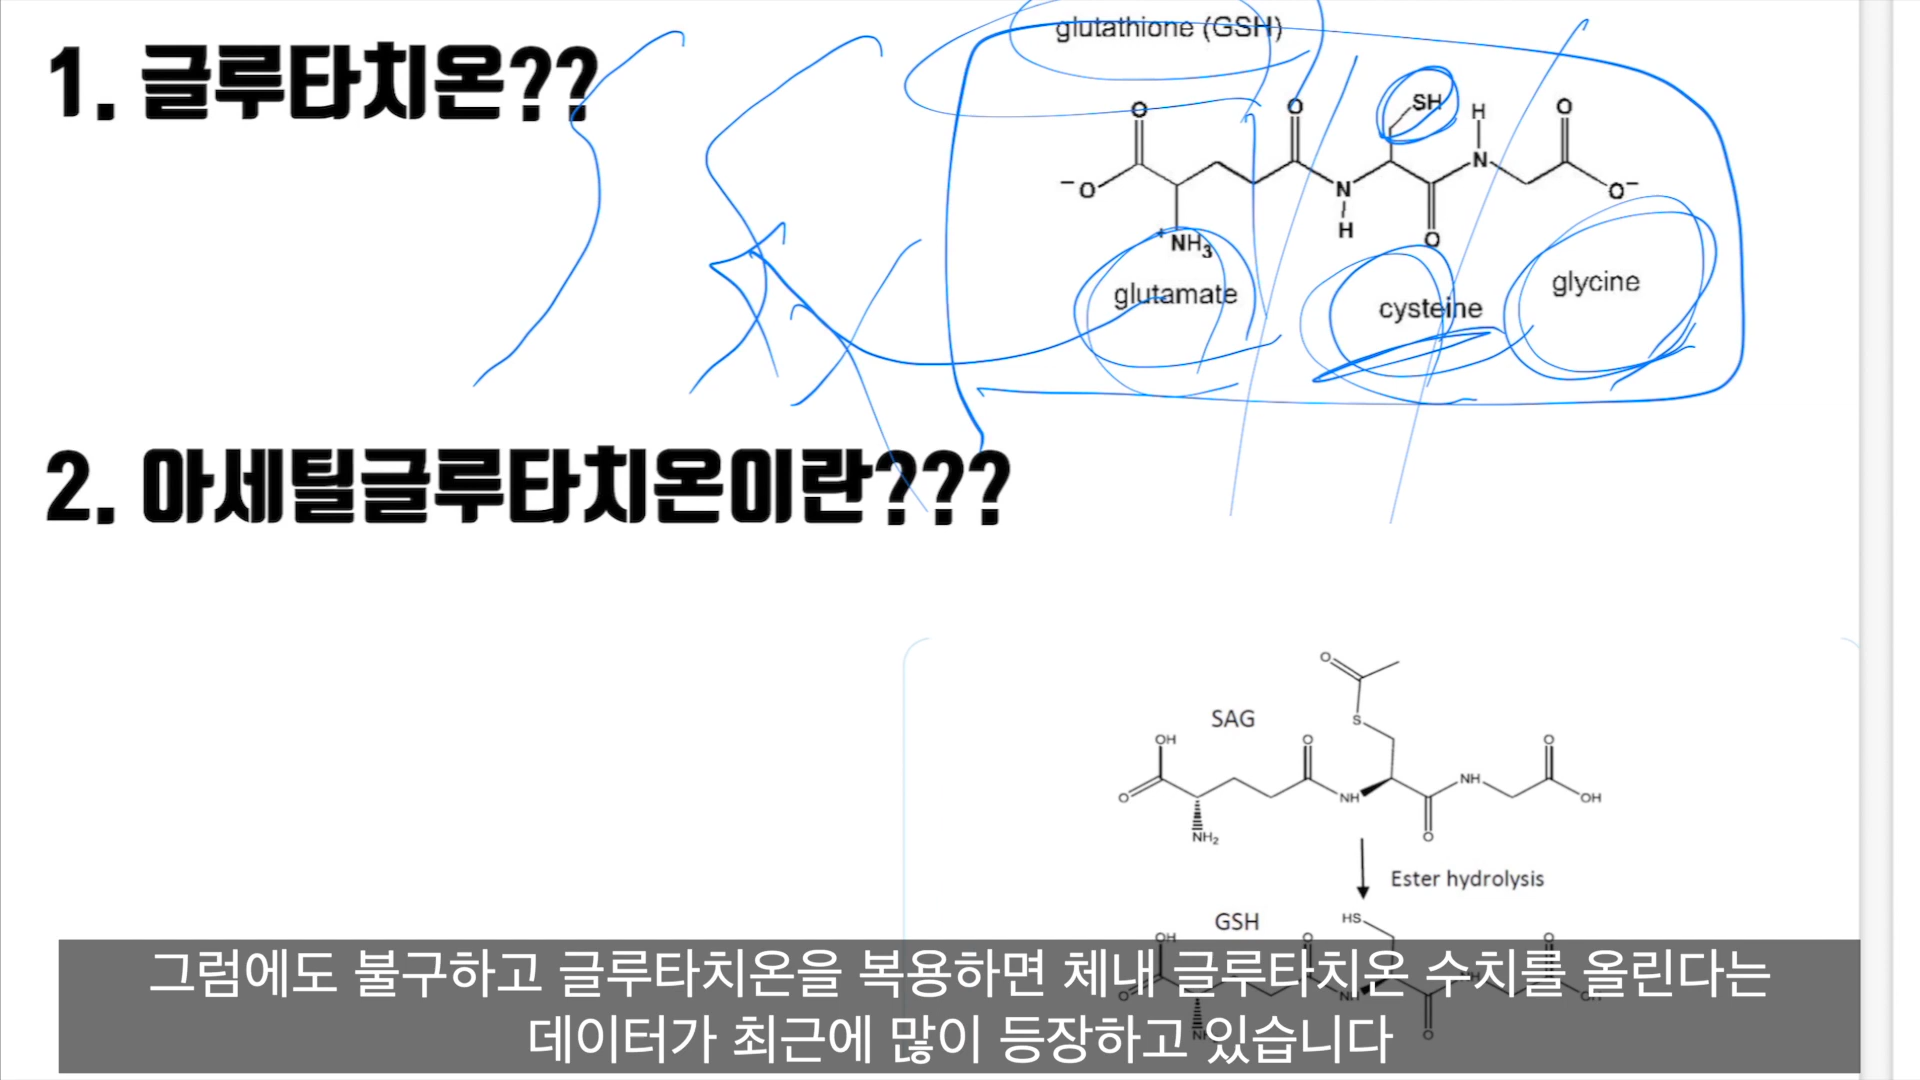 1. 글루타치온??
glutathione (GSH)
O
O
SH
H
O
-O
N
N
O-
H
O
+NH3
glutamate
cysteine
glycine
2. 아세틸글루타치온이란???
O
SAG
S
OH
O
O
O
NH
NH
OH
NH2
O
Ester hydrolysis
GSH
HS
OH
O
O
O
NH
그럼에도 불구하고 글루타치온을 복용하면 체내 글루타치온 수치를 올린다는
데이터가 최근에 많이 등장하고 있습니다